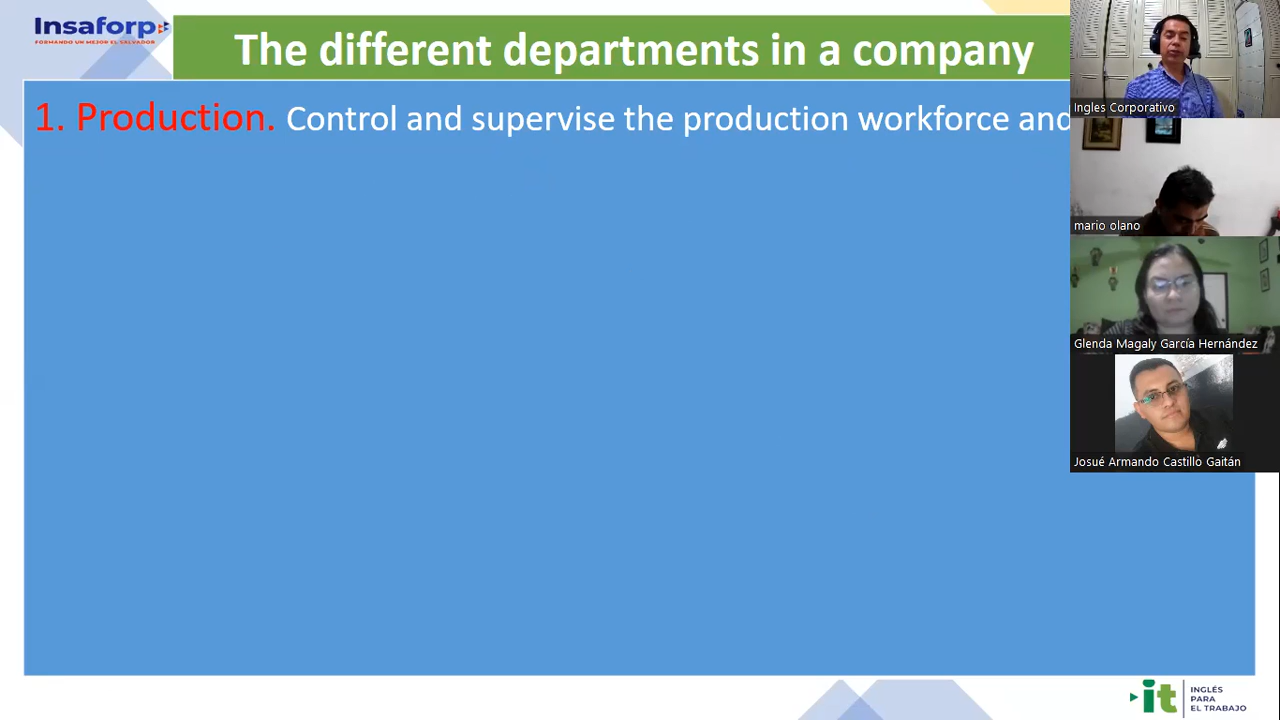 Insaforp
FORMANDO UN MEJOR EL SALVADOR
The different departments in a company
1. Production. Control and supervise the production workforce and
Ingles Corporativo
mario olano
Glenda Magaly García Hernández
Josué Armando Castillo Gaitán
it
INGLÉS
PARA
EL TRABAJO